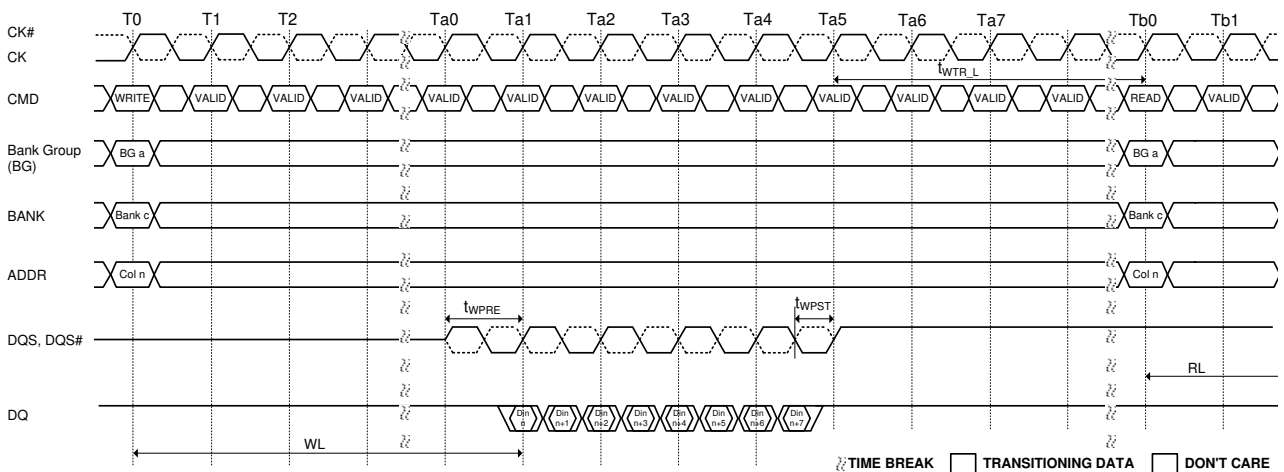 T0 T1 T2 Ta0 Ta1 Ta2 Ta3 Ta4 Ta5 Ta6 Ta7 Tb0 Tb1
CK#
CK
tWTR_L
CMD WRITE VALID VALID VALID VALID VALID VALID VALID VALID VALID VALID VALID VALID READ VALID
Bank Group
(BG)
BG a BG a
BANK Bank c Bank c
ADDR Col n Col n
tWPRE tWPST
DQS, DQS#
RL
DQ Din n Din n+1 Din n+2 Din n+3 Din n+4 Din n+5 Din n+6 Din n+7
WL
TIME BREAK TRANSITIONING DATA DON'T CARE